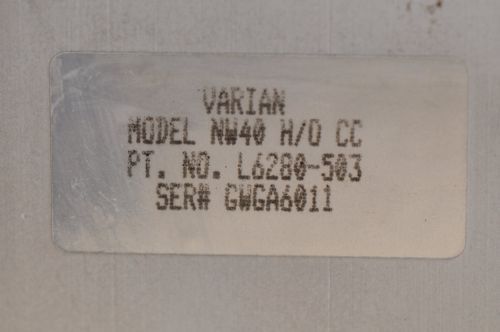 VARIAN
MODEL NW40 H/O CC
PT. NO. L6280-503
SER# GWGA6011